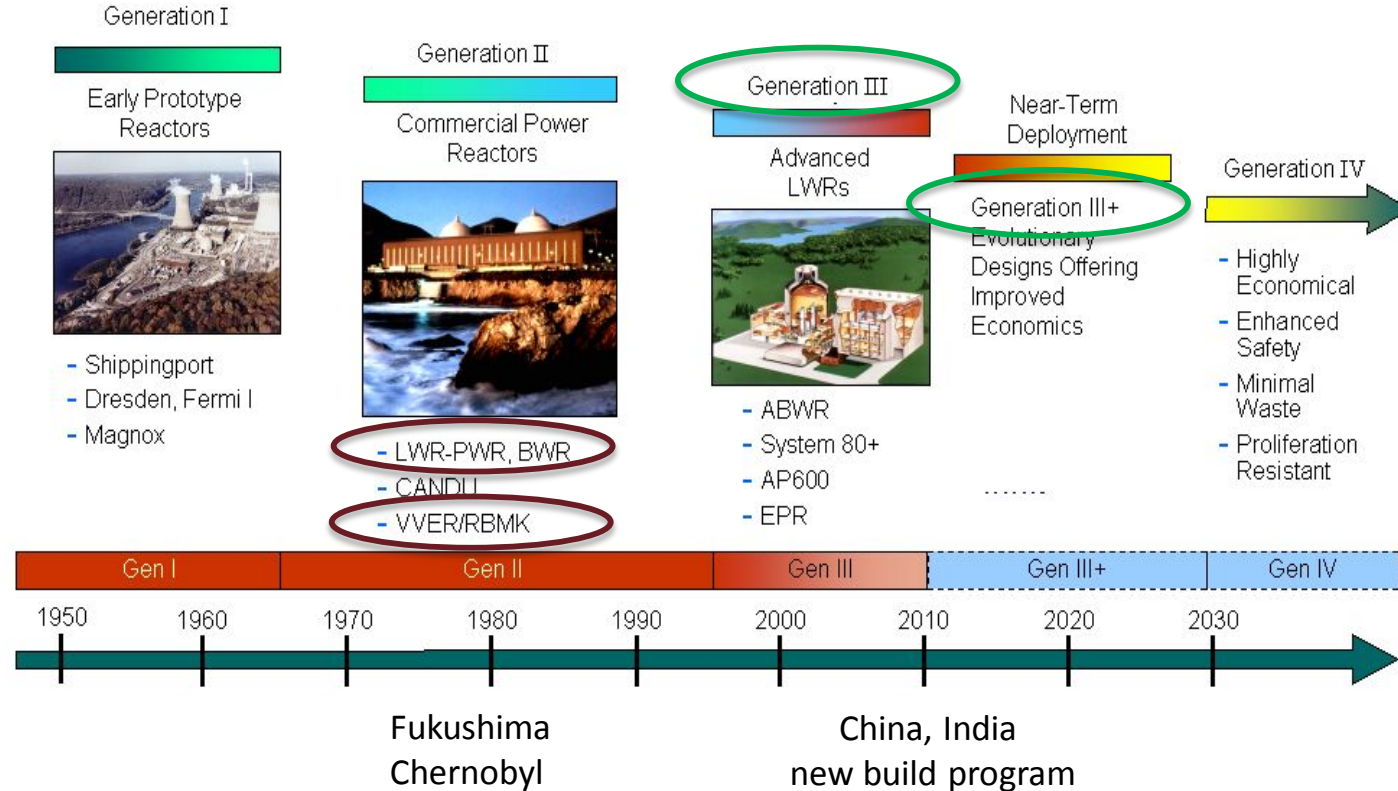 Generation I
Early Prototype
Reactors
- Shippingport
- Dresden, Fermi I
- Magnox
Generation II
Commercial Power
Reactors
- LWR-PWR, BWR
- CANDU
- VVER/RBMK
Generation III
Advanced
LWRs
- ABWR
- System 80+
- AP600
- EPR
Near-Term
Deployment
Generation III+
Evolutionary
Designs Offering
Improved
Economics
.......
Generation IV
- Highly
Economical
- Enhanced
Safety
- Minimal
Waste
- Proliferation
Resistant
Gen I
Gen II
Gen III
Gen III+
Gen IV
1950
1960
1970
1980
1990
2000
2010
2020
2030
Fukushima
Chernobyl
China, India
new build program